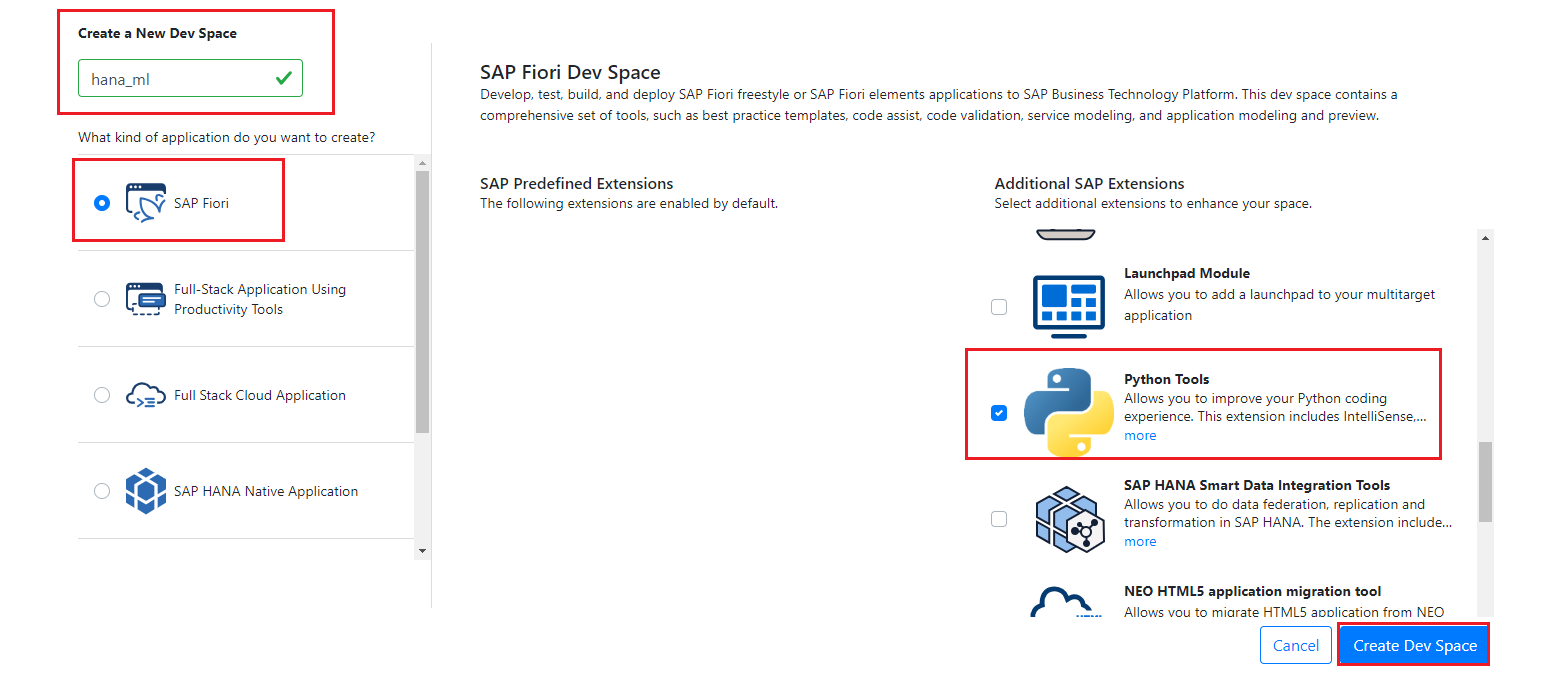 Create a New Dev Space
hana_ml
What kind of application do you want to create?
SAP Fiori
Full-Stack Application Using
Productivity Tools
Full Stack Cloud Application
SAP HANA Native Application
SAP Fiori Dev Space
Develop, test, build, and deploy SAP Fiori freestyle or SAP Fiori elements applications to SAP Business Technology Platform. This dev space contains a
comprehensive set of tools, such as best practice templates, code assist, code validation, service modeling, and application modeling and preview.
SAP Predefined Extensions
The following extensions are enabled by default.
Additional SAP Extensions
Select additional extensions to enhance your space.
Launchpad Module
Allows you to add a launchpad to your multitarget
application
Python Tools
Allows you to improve your Python coding
experience. This extension includes IntelliSense,...
more
SAP HANA Smart Data Integration Tools
Allows you to do data federation, replication and
transformation in SAP HANA. The extension include...
more
NEO HTML5 application migration tool
Allows you to migrate HTML5 application from NEO
Cancel
Create Dev Space